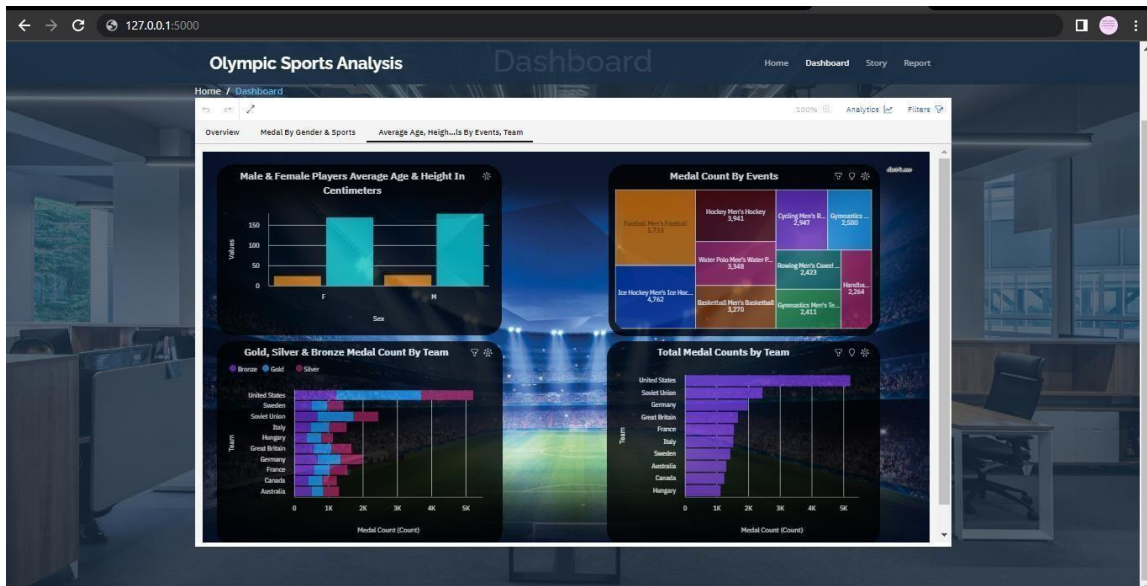 127.0.0.1:5000
Olympic Sports Analysis
Dashboard
Home Dashboard Story Report
Home / Dashboard
100% Analytics Filters
Overview Medal By Gender & Sports Average Age, Heigh...ls By Events, Team
Male & Female Players Average Age & Height In
Centimeters
150
100
50
0
Values
F M
Sex
Medal Count By Events
Football Men's Football
5,733
Ice Hockey Men's Ice Hoc...
4,762
Hockey Men's Hockey
3,941
Water Polo Men's Water P...
3,348
Basketball Men's Basketball
3,270
Cycling Men's R...
2,947
Gymnastics ...
2,580
Rowing Men's Coxed ...
2,423
Gymnastics Men's Te...
2,411
Handba...
2,264
Gold, Silver & Bronze Medal Count By Team
Bronze Gold Silver
United States
Sweden
Soviet Union
Italy
Hungary
Great Britain
Germany
France
Canada
Australia
Team
0 1K 2K 3K 4K 5K
Medal Count (Count)
Total Medal Counts by Team
United States
Soviet Union
Germany
Great Britain
France
Italy
Sweden
Australia
Canada
Hungary
Team
0 1K 2K 3K 4K 5K
Medal Count (Count)